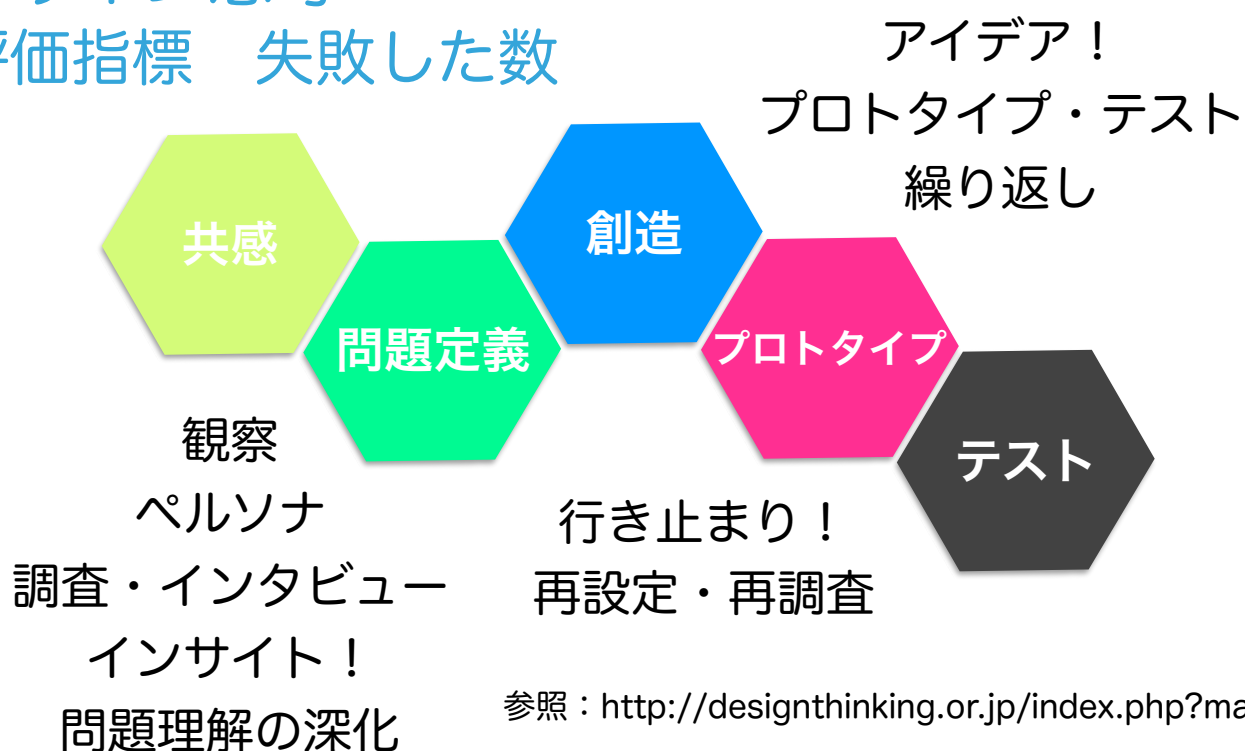 評価指標　失敗した数
アイデア！
プロトタイプ・テスト
繰り返し
共感
問題定義
創造
プロトタイプ
テスト
観察
ペルソナ
調査・インタビュー
インサイト！
問題理解の深化
行き止まり！
再設定・再調査
参照：http://designthinking.or.jp/index.php?ma